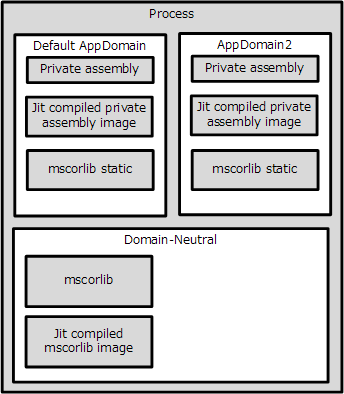 Process
Default AppDomain
Private assembly
Jit compiled private
assembly image
mscorlib static
AppDomain2
Private assembly
Jit compiled private
assembly image
mscorlib static
Domain-Neutral
mscorlib
Jit compiled
mscorlib image